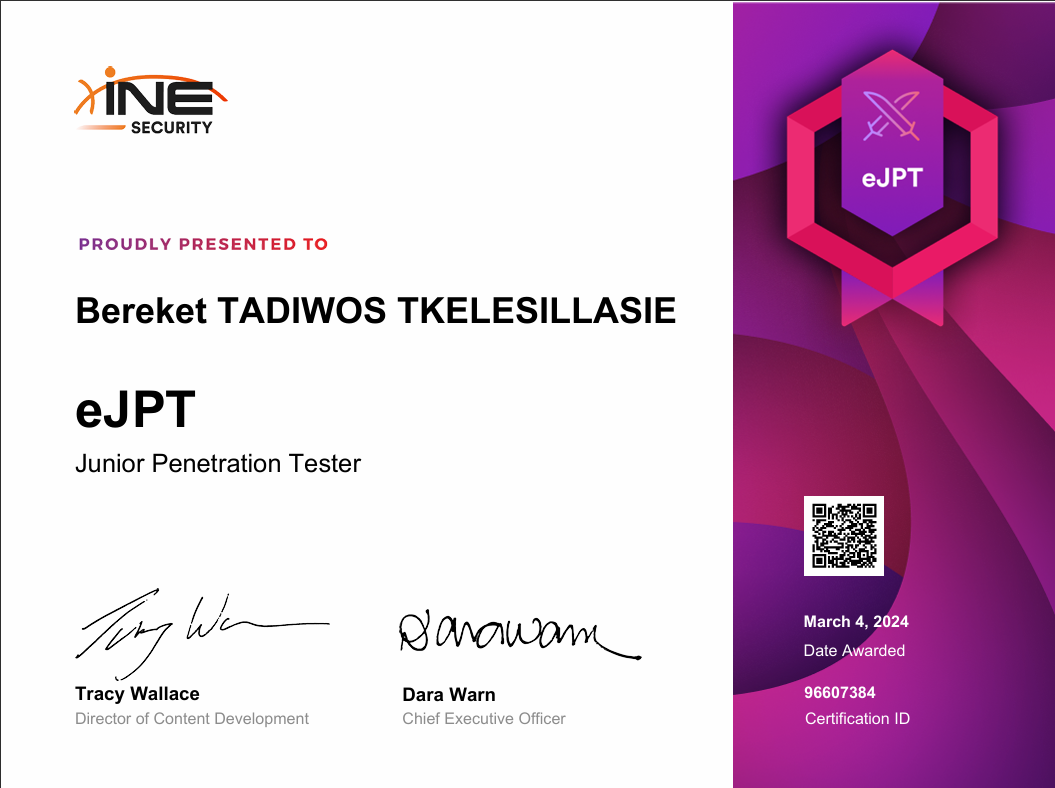 INE
SECURITY
PROUDLY PRESENTED TO
Bereket TADIWOS TKELESILLASIE
eJPT
Junior Penetration Tester
Tracy Wallace
Director of Content Development
Dara Warn
Chief Executive Officer
eJPT
March 4, 2024
Date Awarded
96607384
Certification ID